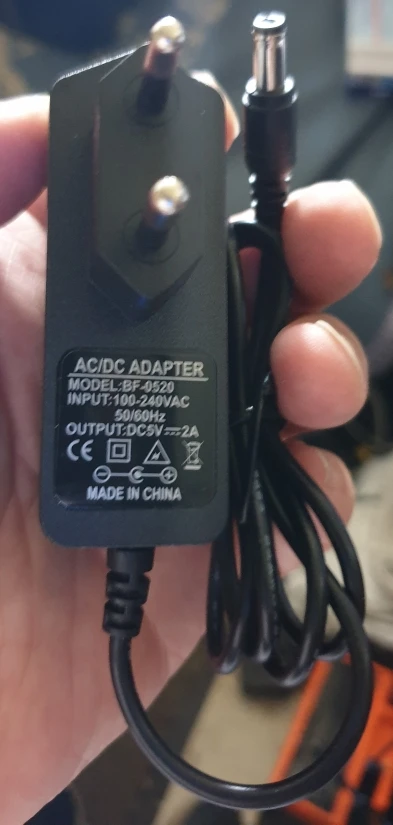 AC/DC ADAPTER
MODEL:BF-0520
INPUT:100-240VAC
50/60Hz
OUTPUT:DC5V⎓2A
CE
MADE IN CHINA